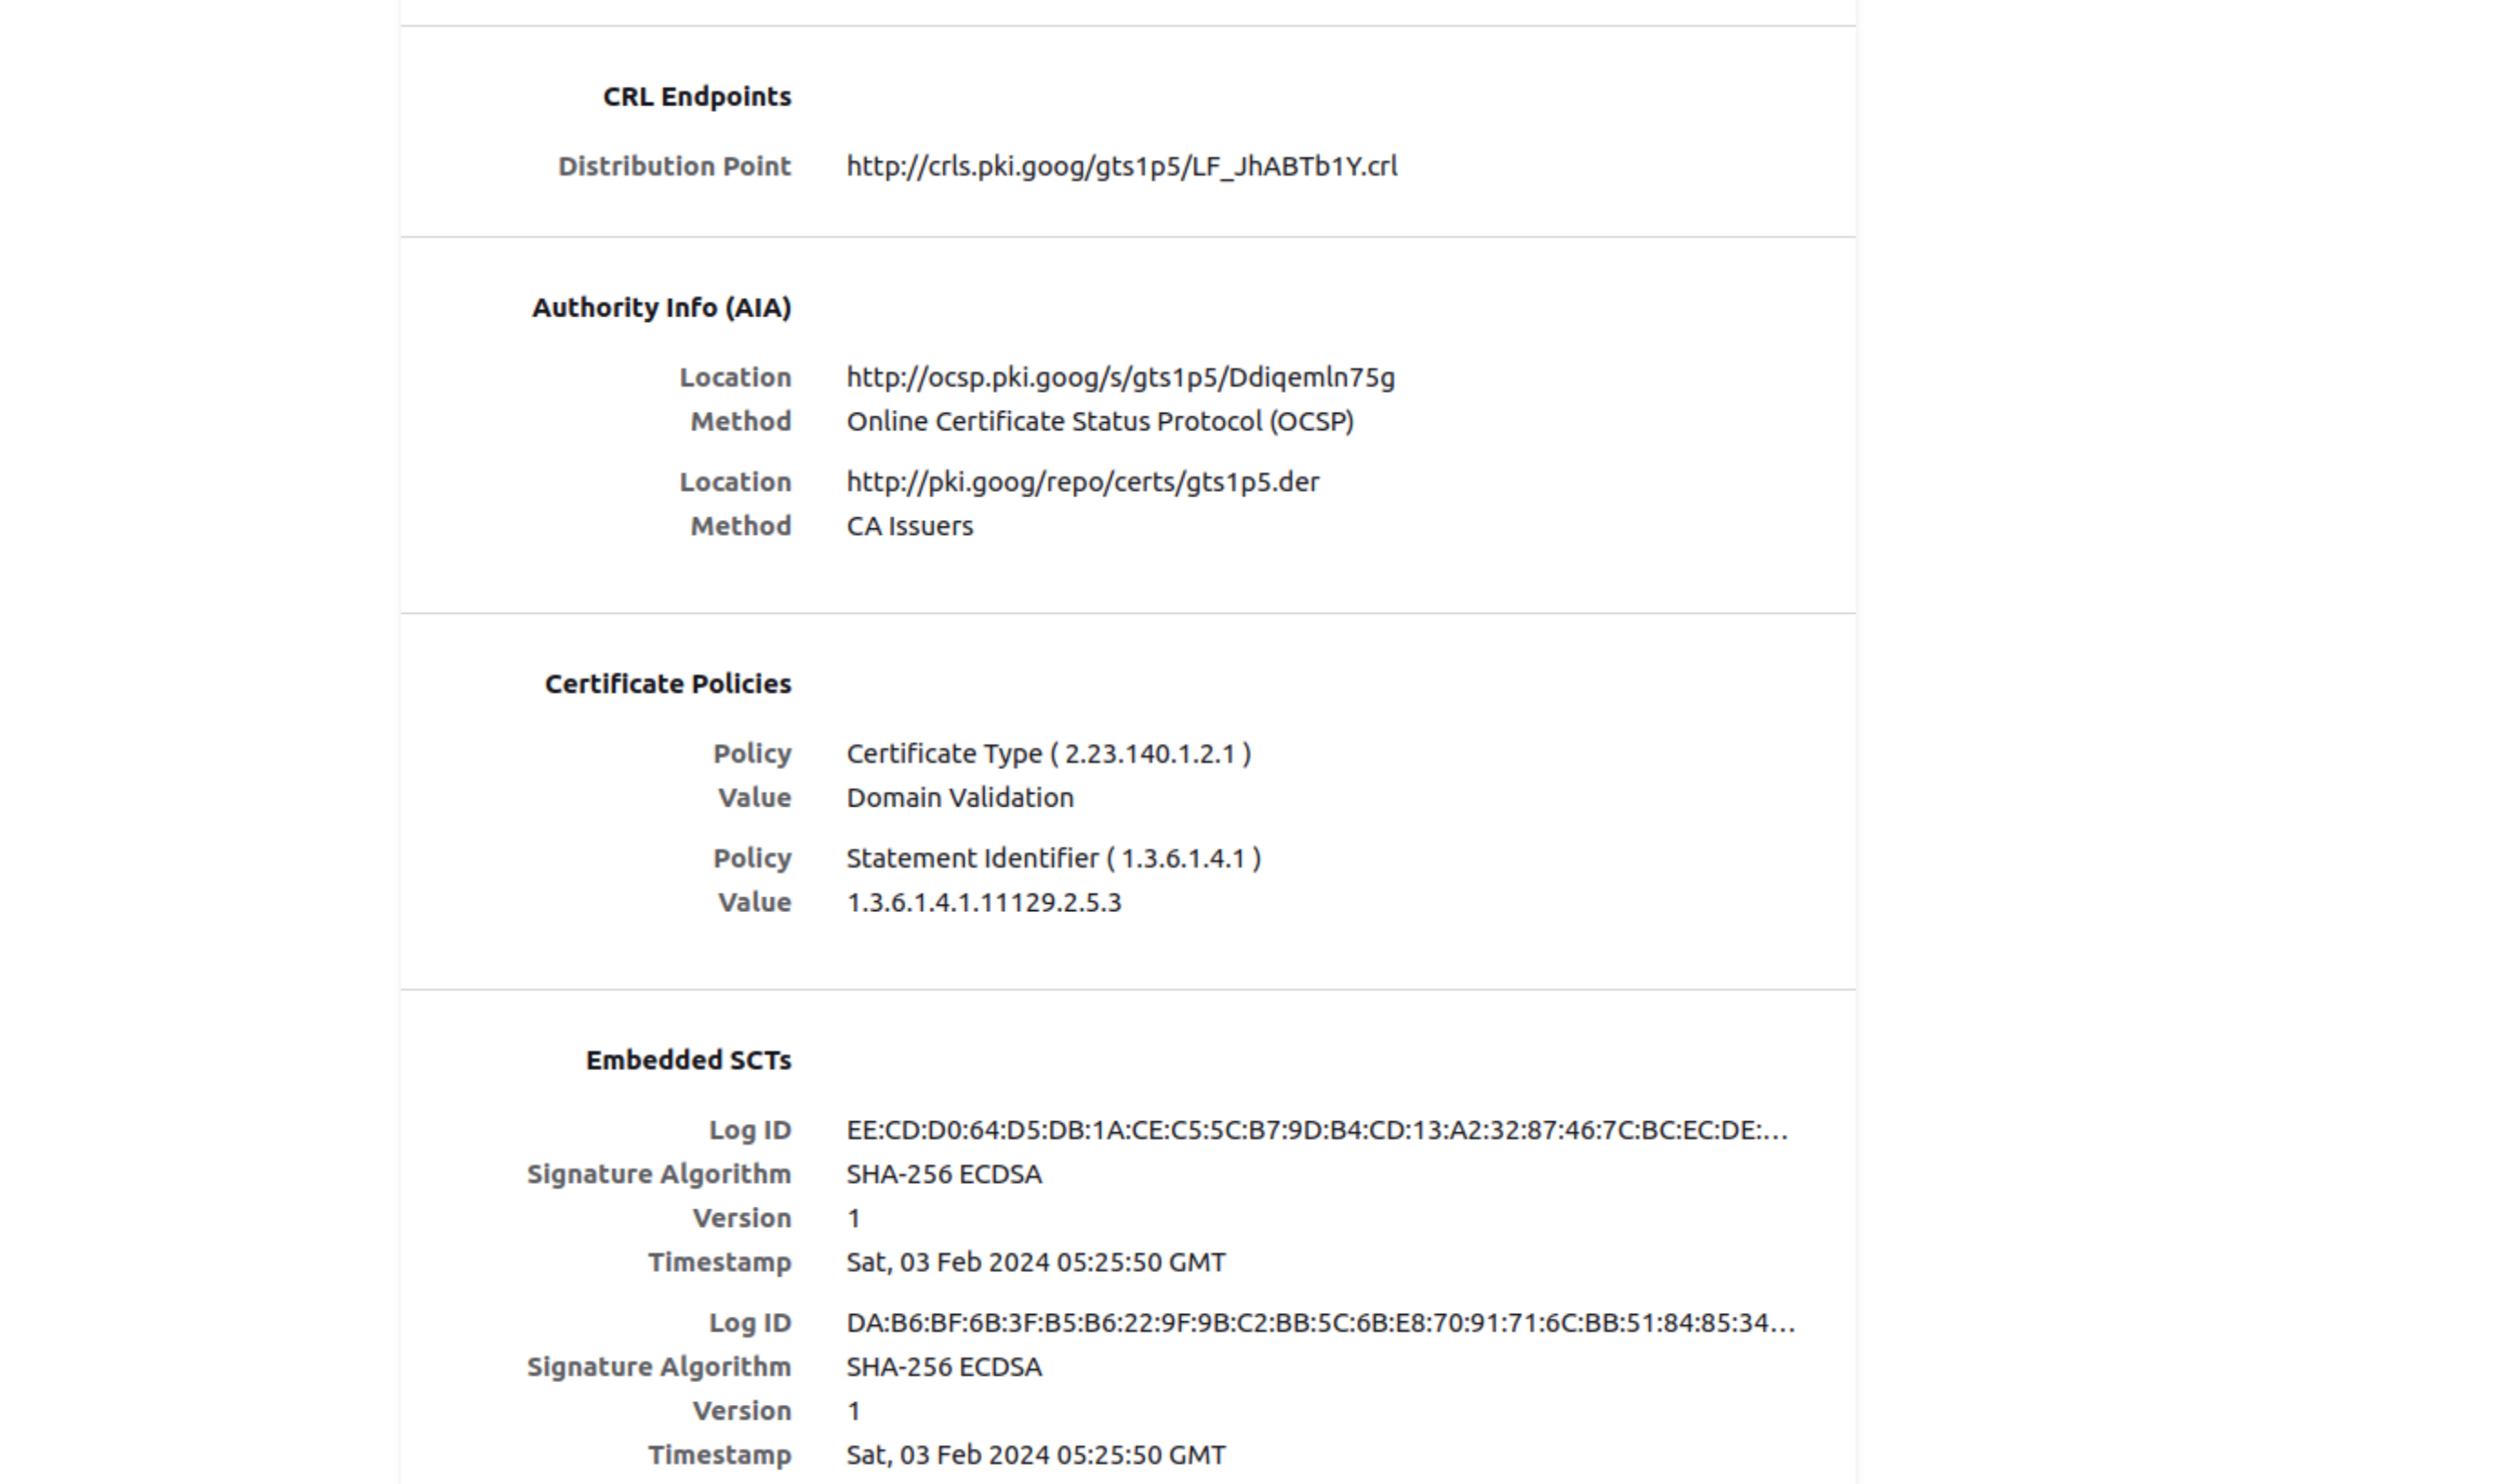 CRL Endpoints
Distribution Point http://crls.pki.goog/gts1p5/LF_JhABTb1Y.crl
Authority Info (AIA)
Location http://ocsp.pki.goog/s/gts1p5/Ddiqemln75g
Method Online Certificate Status Protocol (OCSP)
Location http://pki.goog/repo/certs/gts1p5.der
Method CA Issuers
Certificate Policies
Policy Certificate Type ( 2.23.140.1.2.1 )
Value Domain Validation
Policy Statement Identifier ( 1.3.6.1.4.1 )
Value 1.3.6.1.4.1.11129.2.5.3
Embedded SCTs
Log ID EE:CD:D0:64:D5:DB:1A:CE:C5:5C:B7:9D:B4:CD:13:A2:32:87:46:7C:BC:EC:DE:…
Signature Algorithm SHA-256 ECDSA
Version 1
Timestamp Sat, 03 Feb 2024 05:25:50 GMT
Log ID DA:B6:BF:6B:3F:B5:B6:22:9F:9B:C2:BB:5C:6B:E8:70:91:71:6C:BB:51:84:85:34…
Signature Algorithm SHA-256 ECDSA
Version 1
Timestamp Sat, 03 Feb 2024 05:25:50 GMT